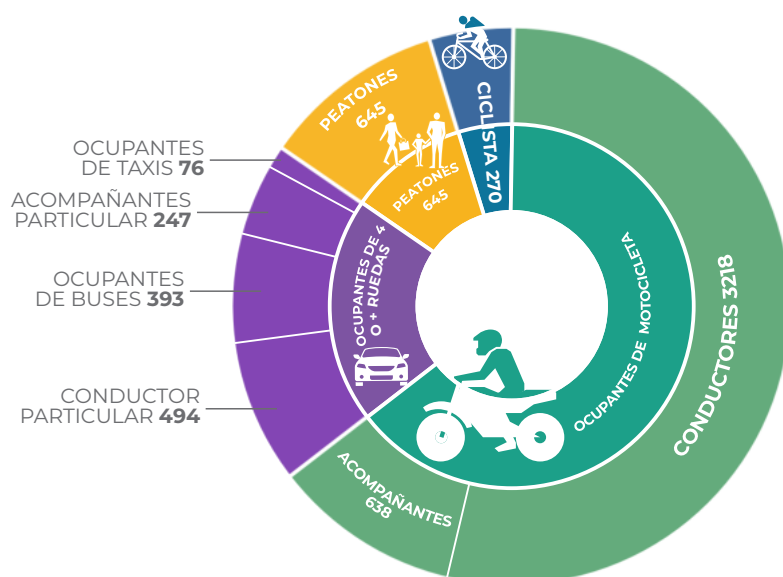 PEATONES
645
CICLISTA 270
OCUPANTES
DE TAXIS 76
ACOMPAÑANTES
PARTICULAR 247
OCUPANTES
DE BUSES 393
CONDUCTOR
PARTICULAR 494
PEATONES
645
OCUPANTES DE 4
O + RUEDAS
OCUPANTES DE MOTOCICLETA
CONDUCTORES 3218
ACOMPAÑANTES
638